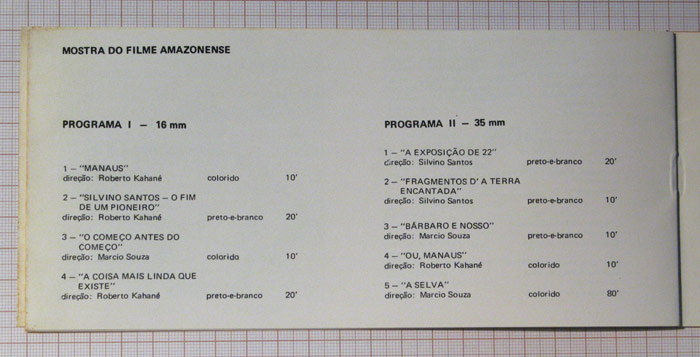 MOSTRA DO FILME AMAZONENSE
PROGRAMA I — 16 mm
1 — "MANAUS"
direção: Roberto Kahané colorido 10'
2 — "SILVINO SANTOS — O FIM
DE UM PIONEIRO"
direção: Roberto Kahané preto-e-branco 20'
3 — "O COMEÇO ANTES DO
COMEÇO"
direção: Marcio Souza colorido 10'
4 — "A COISA MAIS LINDA QUE
EXISTE"
direção: Roberto Kahané preto-e-branco 20'
PROGRAMA II — 35 mm
1 — "A EXPOSIÇÃO DE 22"
direção: Silvino Santos preto-e-branco 20'
2 — "FRAGMENTOS D' A TERRA
ENCANTADA"
direção: Silvino Santos preto-e-branco 10'
3 — "BÁRBARO E NOSSO"
direção: Marcio Souza preto-e-branco 10'
4 — "OU, MANAUS"
direção: Roberto Kahané colorido 10'
5 — "A SELVA"
direção: Marcio Souza colorido 80'